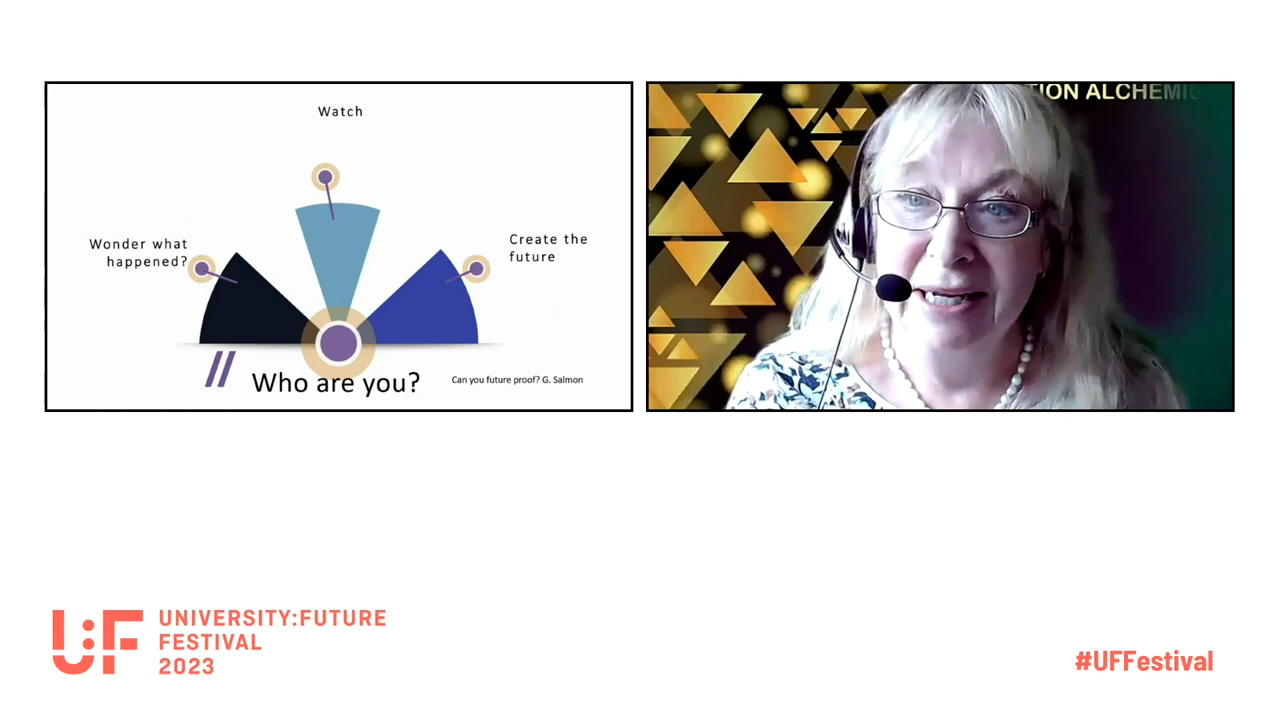 Watch
Wonder what
happened?
Create the
future
Who are you?
Can you future proof? G. Salmon
TION ALCHEMIS
U:F
UNIVERSITY:FUTURE
FESTIVAL
2023
#UFFestival